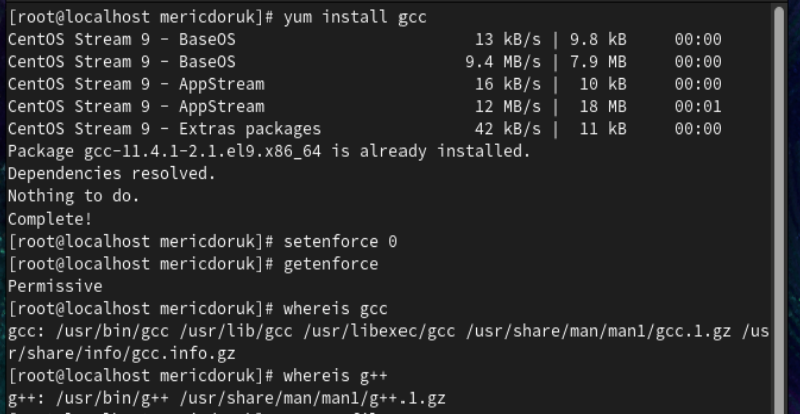 [root@localhost mericdoruk]# yum install gcc
CentOS Stream 9 - BaseOS 13 kB/s | 9.8 kB 00:00
CentOS Stream 9 - BaseOS 9.4 MB/s | 7.9 MB 00:00
CentOS Stream 9 - AppStream 16 kB/s | 10 kB 00:00
CentOS Stream 9 - AppStream 12 MB/s | 18 MB 00:01
CentOS Stream 9 - Extras packages 42 kB/s | 11 kB 00:00
Package gcc-11.4.1-2.1.el9.x86_64 is already installed.
Dependencies resolved.
Nothing to do.
Complete!
[root@localhost mericdoruk]# setenforce 0
[root@localhost mericdoruk]# getenforce
Permissive
[root@localhost mericdoruk]# whereis gcc
gcc: /usr/bin/gcc /usr/lib/gcc /usr/libexec/gcc /usr/share/man/man1/gcc.1.gz /us
r/share/info/gcc.info.gz
[root@localhost mericdoruk]# whereis g++
g++: /usr/bin/g++ /usr/share/man/man1/g++.1.gz